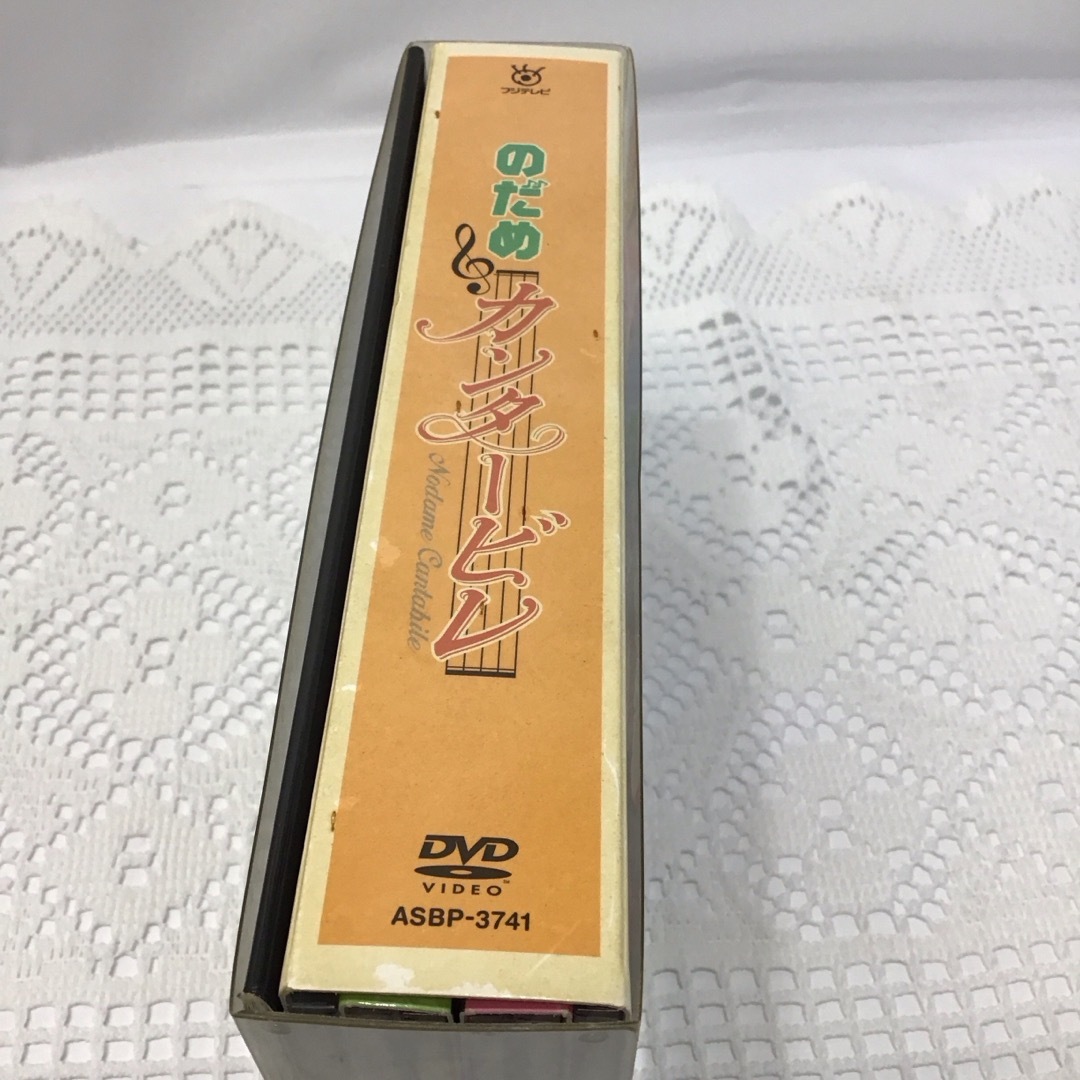 フジテレビ
のだめ
カンタービレ
Nodame Cantabile
DVD
VIDEO™
ASBP-3741